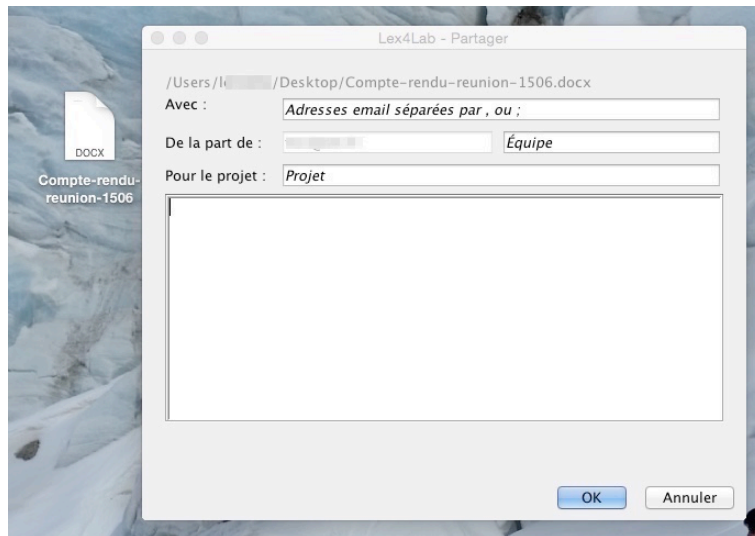 Lex4Lab - Partager
/Users/l /Desktop/Compte-rendu-reunion-1506.docx
Avec :
Adresses email séparées par , ou ;
De la part de :
Équipe
Pour le projet :
Projet
DOCX
Compte-rendu-
reunion-1506
OK
Annuler